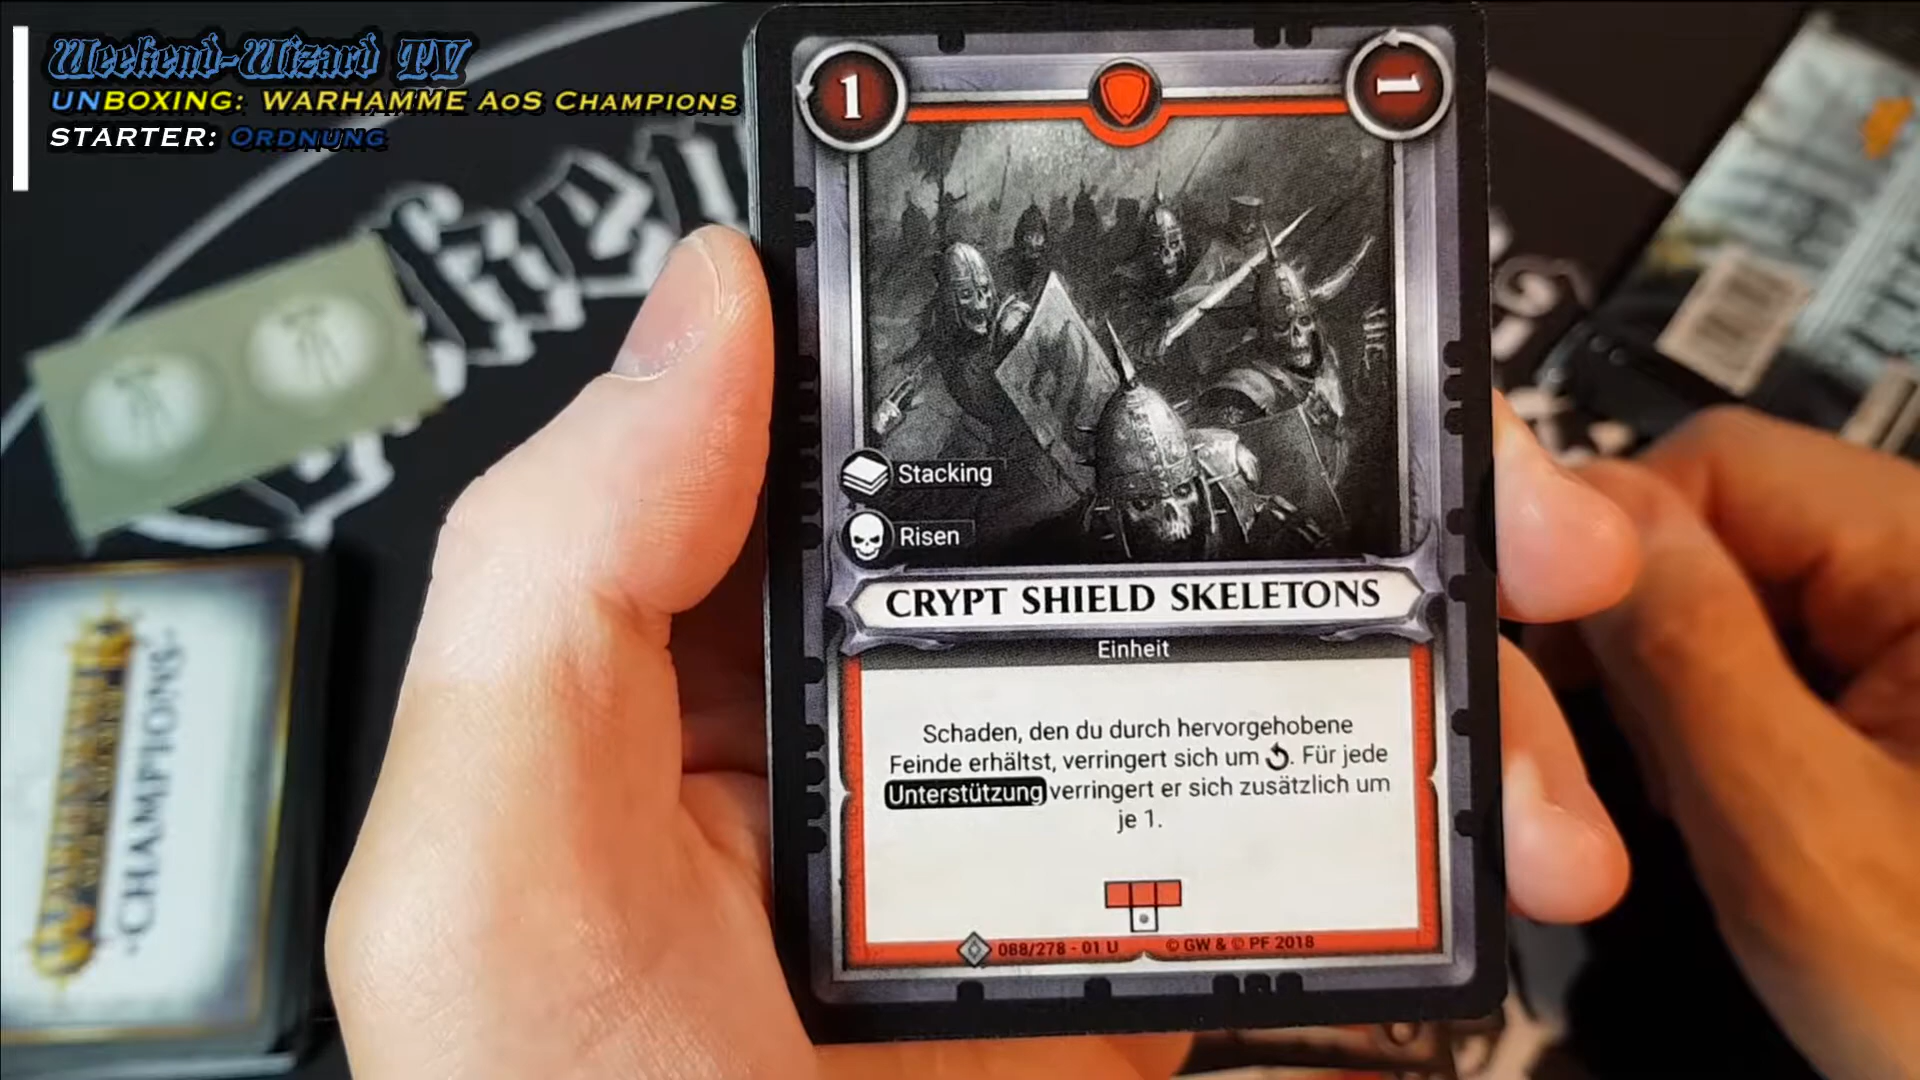 Weekend-Wizard TV
UNBOXING: WARHAMME AoS Champions
STARTER: Ordnung
1
1
Stacking
Risen
CRYPT SHIELD SKELETONS
Einheit
Schaden, den du durch hervorgehobene
Feinde erhältst, verringert sich um . Für jede
Unterstützung verringert er sich zusätzlich um
je 1.
088/278 - 01 U © GW & © PF 2018
-CHAMPIONS-